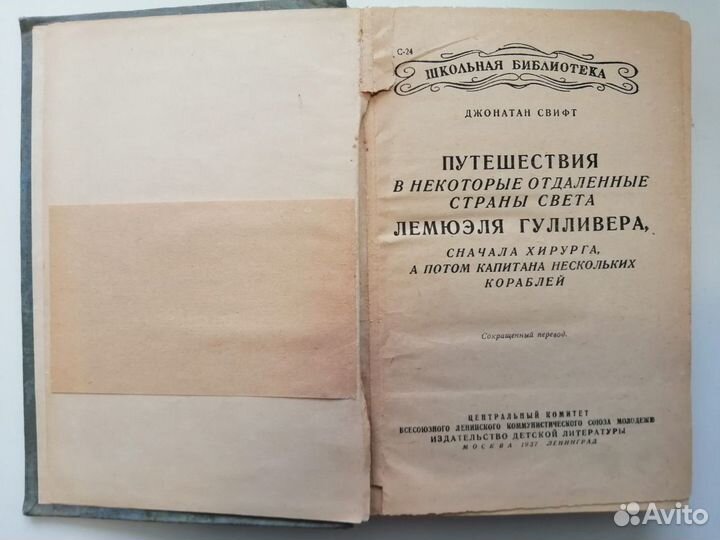 С-24
ШКОЛЬНАЯ БИБЛИОТЕКА
ДЖОНАТАН СВИФТ
ПУТЕШЕСТВИЯ
В НЕКОТОРЫЕ ОТДАЛЕННЫЕ
СТРАНЫ СВЕТА
ЛЕМЮЭЛЯ ГУЛЛИВЕРА,
СНАЧАЛА ХИРУРГА,
А ПОТОМ КАПИТАНА НЕСКОЛЬКИХ
КОРАБЛЕЙ
Сокращенный перевод.
ЦЕНТРАЛЬНЫЙ КОМИТЕТ
ВСЕСОЮЗНОГО ЛЕНИНСКОГО КОММУНИСТИЧЕСКОГО СОЮЗА МОЛОДЕЖИ
ИЗДАТЕЛЬСТВО ДЕТСКОЙ ЛИТЕРАТУРЫ
МОСКВА 1937 ЛЕНИНГРАД
Avito